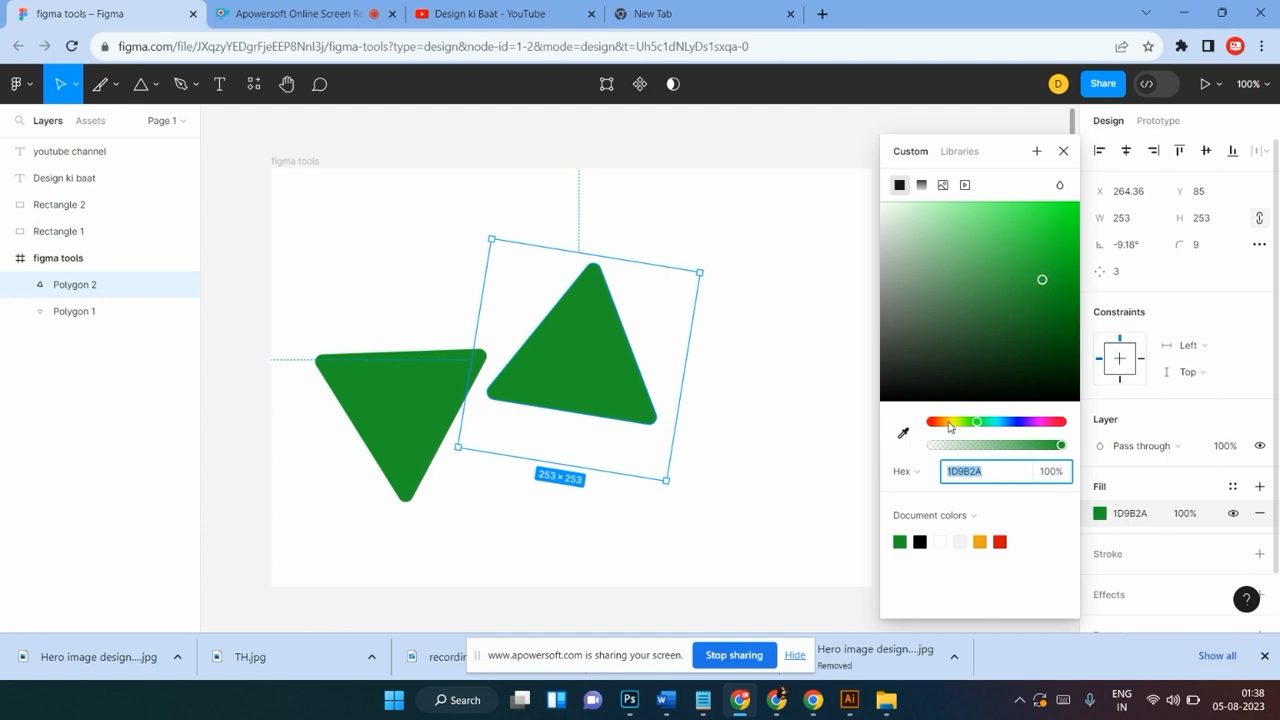 figma tools – Figma
Apowersoft Online Screen Re
Design ki Baat - YouTube
New Tab
figma.com/file/JXqzyYEDgrFjeEEP8NnI3j/figma-tools?type=design&node-id=1-2&mode=design&t=Uh5c1dNLyDs1sxqa-0
D
Share
100%
Layers
Assets
Page 1
youtube channel
Design ki baat
Rectangle 2
Rectangle 1
figma tools
Polygon 2
Polygon 1
figma tools
253 × 253
Custom
Libraries
Hex
1D9B2A
100%
Document colors
Design
Prototype
X
264.36
Y
85
W
253
H
253
-9.18°
9
3
Constraints
Left
Top
Layer
Pass through
100%
Fill
1D9B2A
100%
Stroke
Effects
?
Hero image design....jpg
TH.jpg
www.apowersoft.com is sharing your screen.
Stop sharing
Hide
Hero image design....jpg
Removed
Show all
Search
Ps
Ai
ENG
IN
01:38
05-08-2023